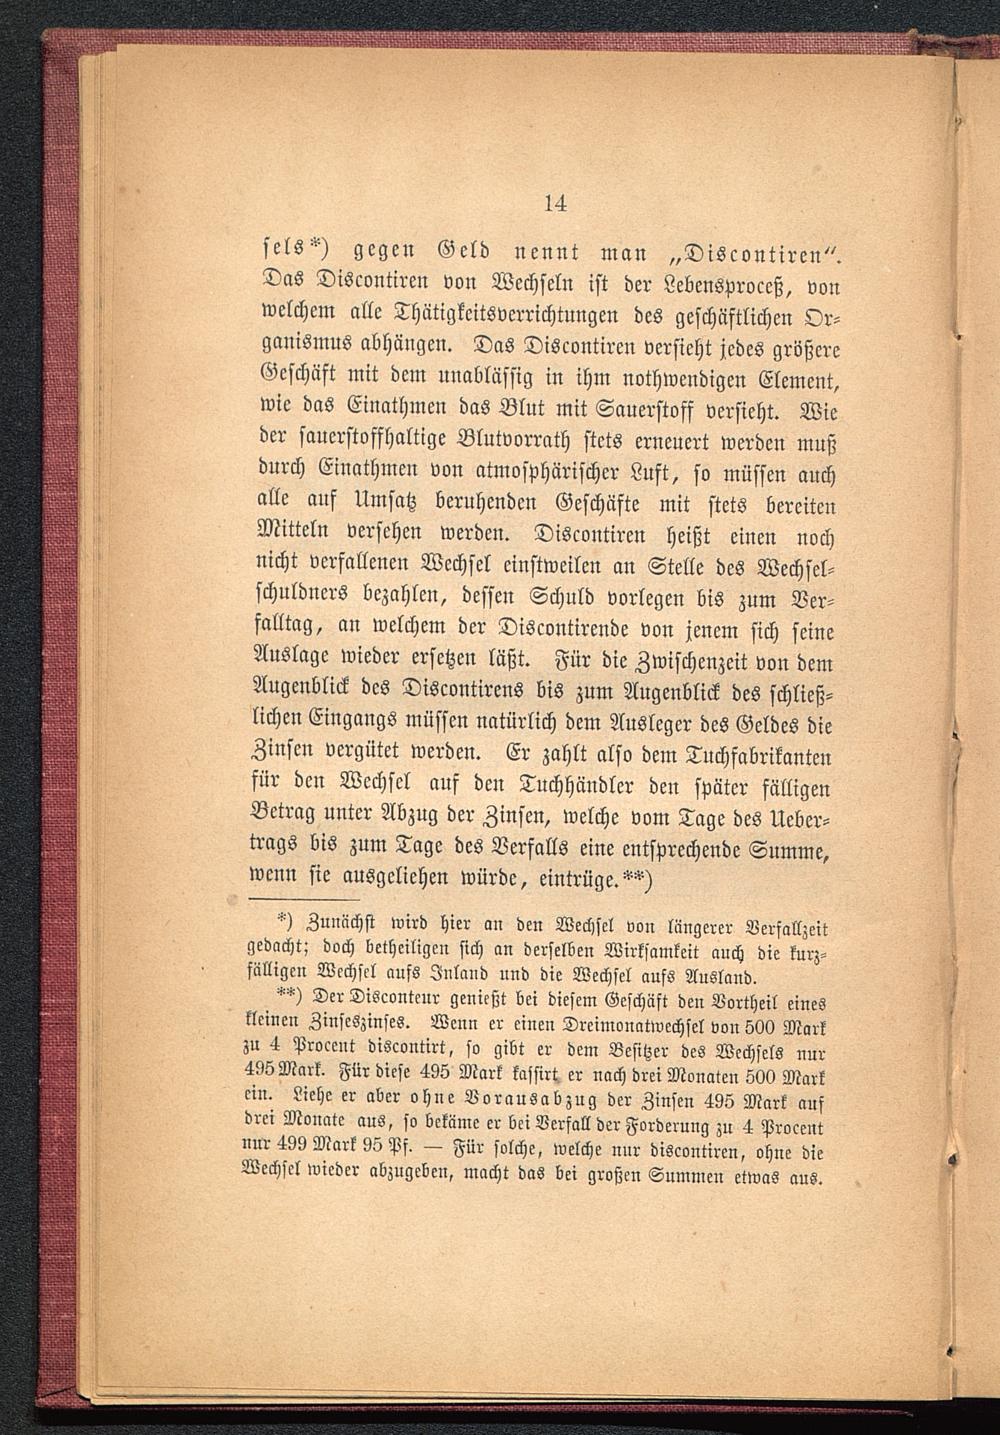 14
sels*) gegen Geld nennt man „Discontiren“.
Das Discontiren von Wechseln ist der Lebensproceß, von
welchem alle Thätigkeitsverrichtungen des geschäftlichen Or-
ganismus abhängen. Das Discontiren versieht jedes größere
Geschäft mit dem unablässig in ihm nothwendigen Element,
wie das Einathmen das Blut mit Sauerstoff versieht. Wie
der sauerstoffhaltige Blutvorrath stets erneuert werden muß
durch Einathmen von atmosphärischer Luft, so müssen auch
alle auf Umsatz beruhenden Geschäfte mit stets bereiten
Mitteln versehen werden. Discontiren heißt einen noch
nicht verfallenen Wechsel einstweilen an Stelle des Wechsel-
schuldners bezahlen, dessen Schuld vorlegen bis zum Ver-
falltag, an welchem der Discontirende von jenem sich seine
Auslage wieder ersetzen läßt. Für die Zwischenzeit von dem
Augenblick des Discontirens bis zum Augenblick des schließ-
lichen Eingangs müssen natürlich dem Ausleger des Geldes die
Zinsen vergütet werden. Er zahlt also dem Tuchfabrikanten
für den Wechsel auf den Tuchhändler den später fälligen
Betrag unter Abzug der Zinsen, welche vom Tage des Ueber-
trags bis zum Tage des Verfalls eine entsprechende Summe,
wenn sie ausgeliehen würde, eintrüge.**)
*) Zunächst wird hier an den Wechsel von längerer Verfallzeit
gedacht; doch betheiligen sich an derselben Wirksamkeit auch die kurz-
fälligen Wechsel aufs Inland und die Wechsel aufs Ausland.
**) Der Disconteur genießt bei diesem Geschäft den Vortheil eines
kleinen Zinseszinses. Wenn er einen Dreimonatwechsel von 500 Mark
zu 4 Procent discontirt, so gibt er dem Besitzer des Wechsels nur
495 Mark. Für diese 495 Mark kassirt er nach drei Monaten 500 Mark
ein. Liehe er aber ohne Vorausabzug der Zinsen 495 Mark auf
drei Monate aus, so bekäme er bei Verfall der Forderung zu 4 Procent
nur 499 Mark 95 Pf. — Für solche, welche nur discontiren, ohne die
Wechsel wieder abzugeben, macht das bei großen Summen etwas aus.